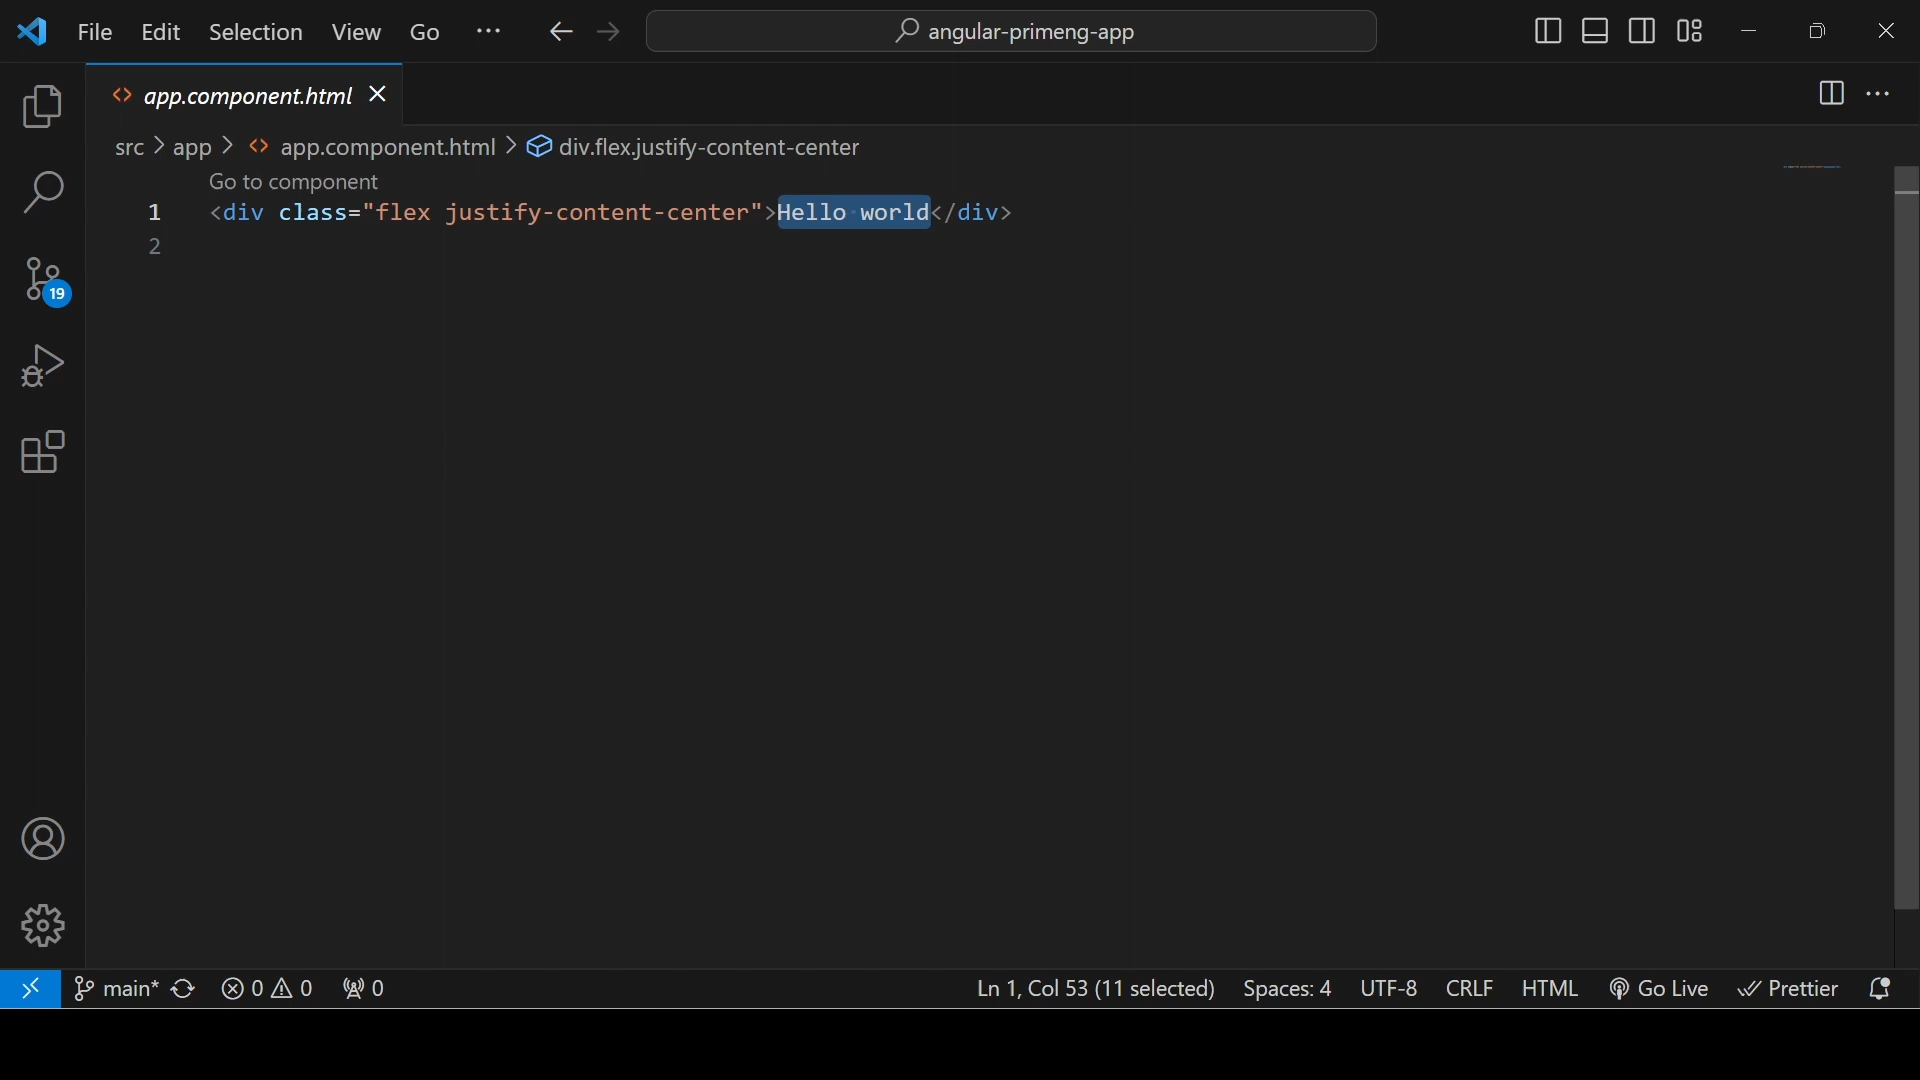 File Edit Selection View Go ··· angular-primeng-app
app.component.html
src > app > app.component.html > div.flex.justify-content-center
Go to component
1 <div class="flex justify-content-center">Hello world</div>
2
19
main* 0 0 0 Ln 1, Col 53 (11 selected) Spaces: 4 UTF-8 CRLF HTML Go Live Prettier